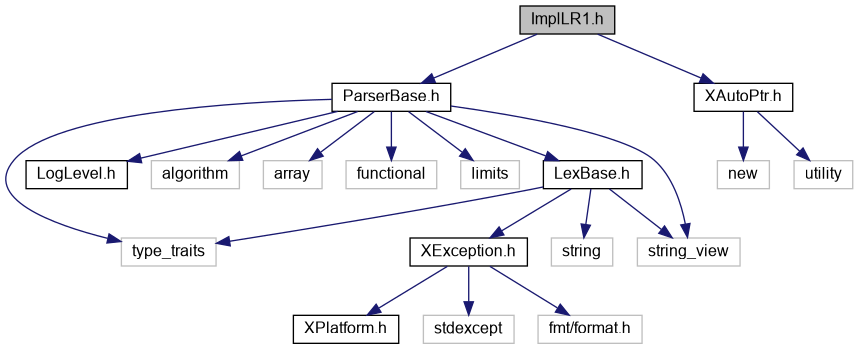 ImplLR1.h
ParserBase.h
XAutoPtr.h
LogLevel.h
algorithm
array
functional
limits
LexBase.h
new
utility
type_traits
XException.h
string
string_view
XPlatform.h
stdexcept
fmt/format.h